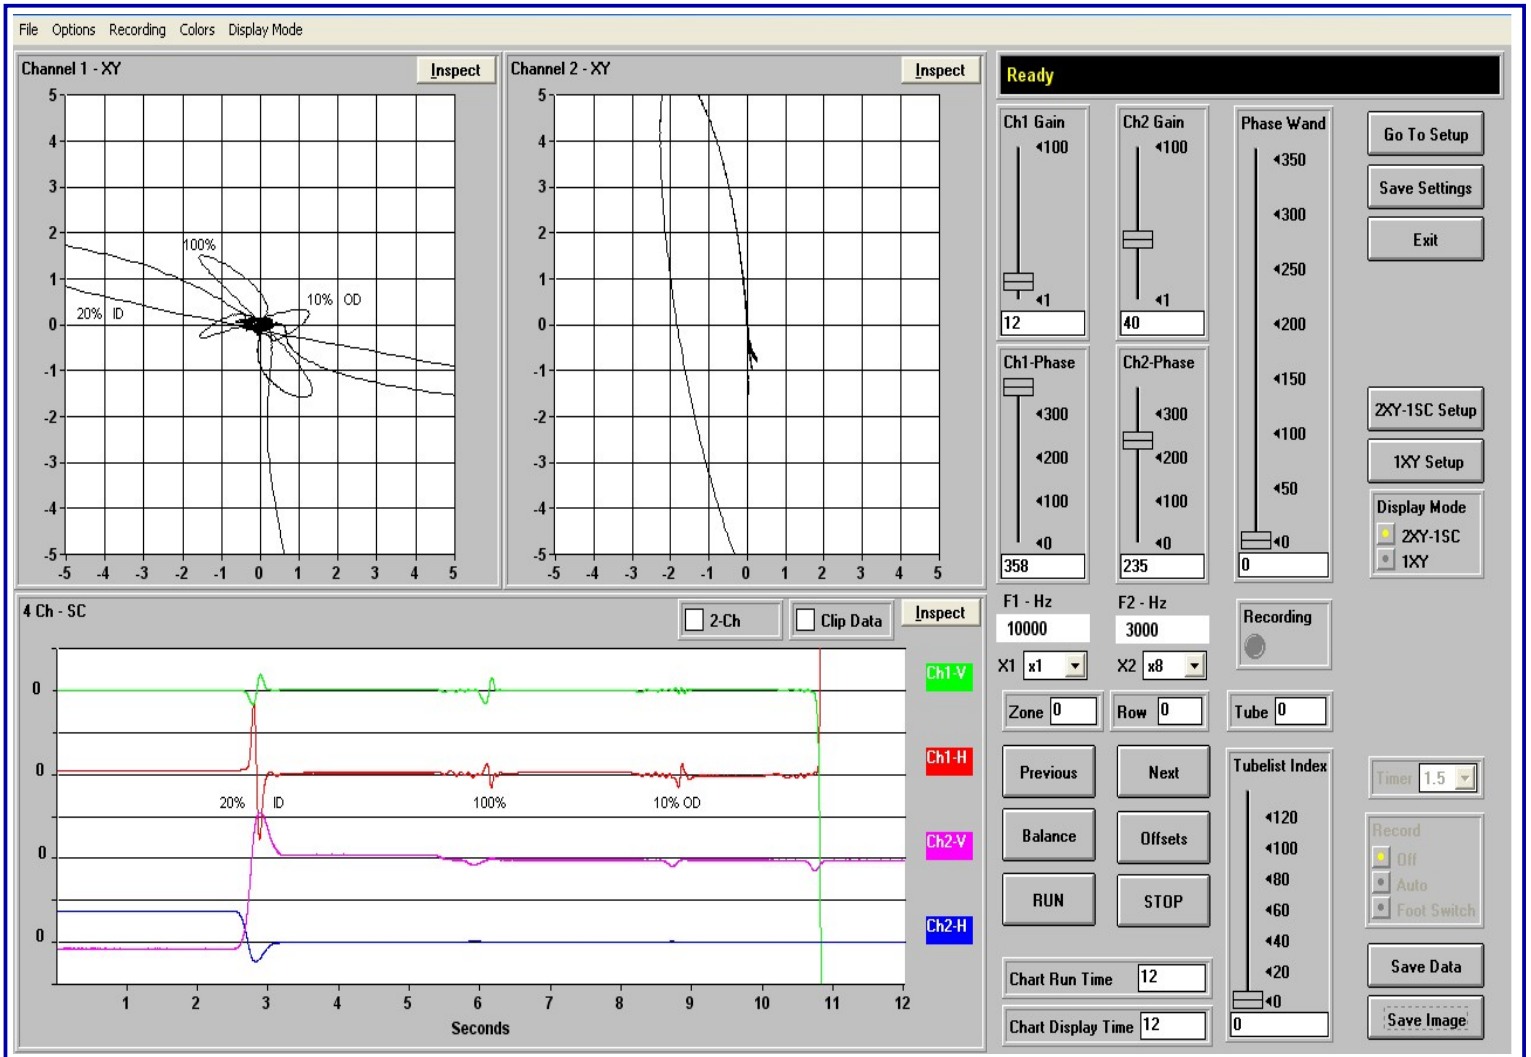 File Options Recording Colors Display Mode
Channel 1 - XY
Inspect
5
4
3
2
1
0
-1
-2
-3
-4
-5
-5 -4 -3 -2 -1 0 1 2 3 4 5
100%
10% OD
20% ID
Channel 2 - XY
Inspect
5
4
3
2
1
0
-1
-2
-3
-4
-5
-5 -4 -3 -2 -1 0 1 2 3 4 5
Ready
Ch1 Gain
100
1
12
Ch2 Gain
100
1
40
Phase Wand
350
300
250
200
150
100
50
0
0
Ch1-Phase
300
200
100
0
358
Ch2-Phase
300
200
100
0
235
Go To Setup
Save Settings
Exit
2XY-1SC Setup
1XY Setup
Display Mode
2XY-1SC
1XY
4 Ch - SC
2-Ch
Clip Data
Inspect
0
0
0
0
20% ID
100%
10% OD
Ch1-V
Ch1-H
Ch2-V
Ch2-H
1 2 3 4 5 6 7 8 9 10 11 12
Seconds
F1 - Hz
10000
F2 - Hz
3000
X1 x1
X2 x8
Recording
Zone 0
Row 0
Tube 0
Previous
Next
Balance
Offsets
RUN
STOP
Chart Run Time 12
Chart Display Time 12
Tubelist Index
120
100
80
60
40
20
0
0
Timer 1.5
Record
Off
Auto
Foot Switch
Save Data
Save Image